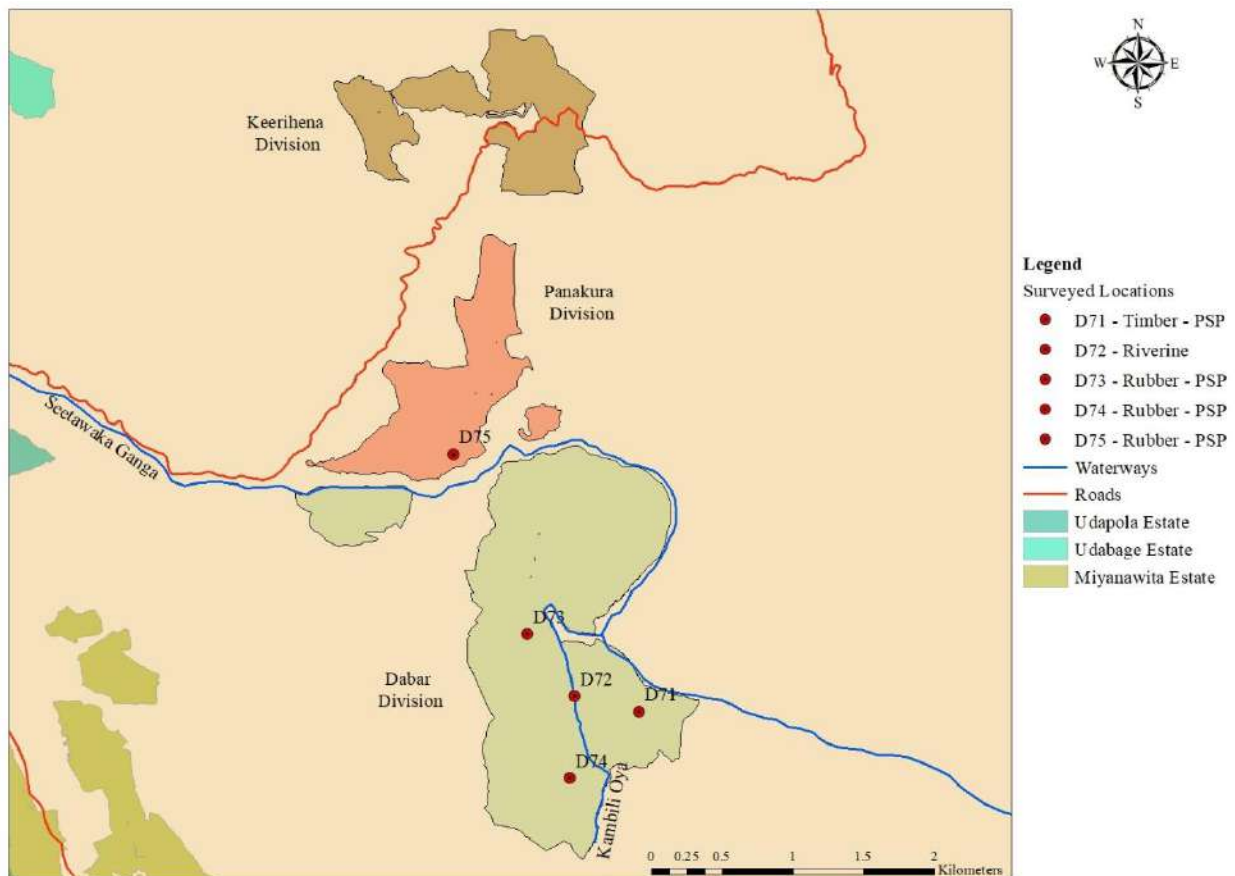 N
W E
S
Keerihena
Division
Panakura
Division
D75
Seetawaka Ganga
D73
Dabar
Division
D72
D71
D74
Kambili Oya
0 0.25 0.5 1 1.5 2
Kilometers
Legend
Surveyed Locations
D71 - Timber - PSP
D72 - Riverine
D73 - Rubber - PSP
D74 - Rubber - PSP
D75 - Rubber - PSP
Waterways
Roads
Udapola Estate
Udabage Estate
Miyanawita Estate